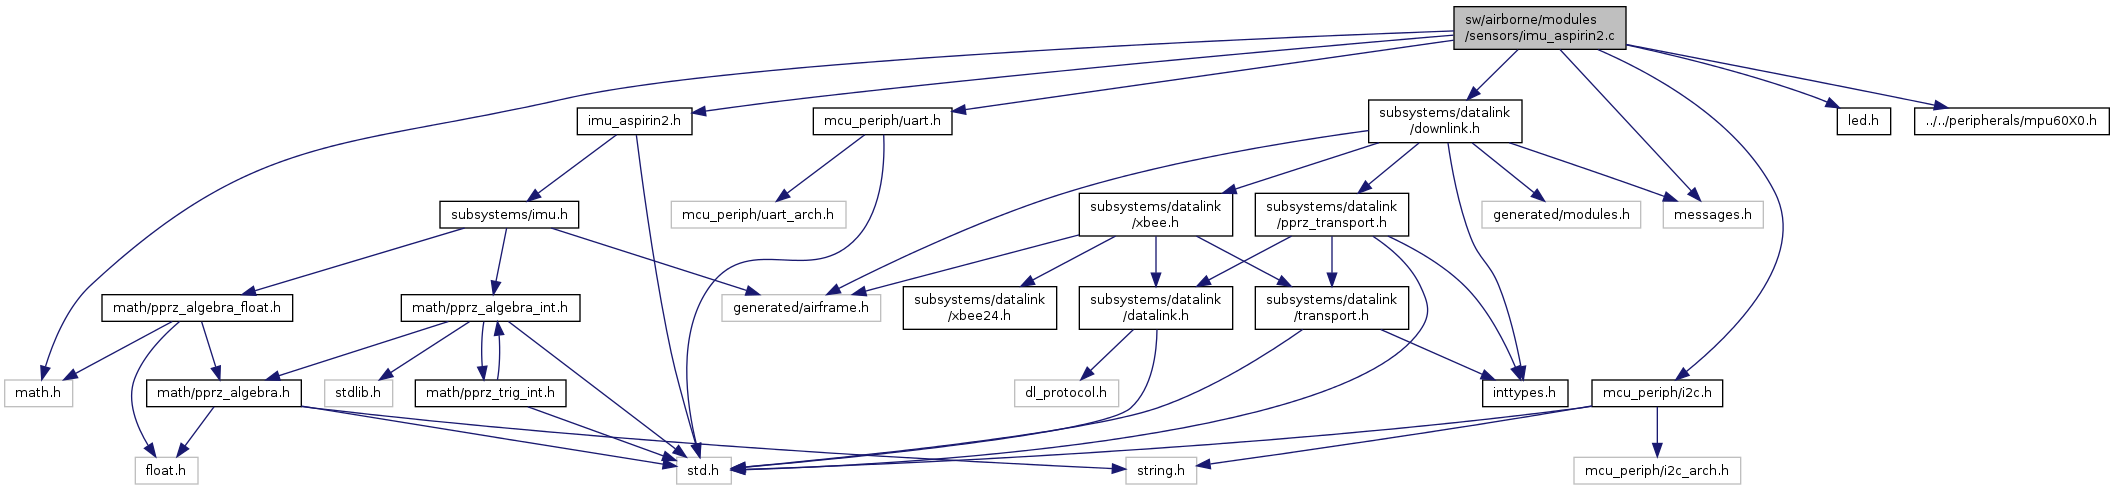 sw/airborne/modules
/sensors/imu_aspirin2.c
imu_aspirin2.h
mcu_periph/uart.h
subsystems/datalink
/downlink.h
led.h
../../peripherals/mpu60X0.h
subsystems/imu.h
mcu_periph/uart_arch.h
subsystems/datalink
/xbee.h
subsystems/datalink
/pprz_transport.h
generated/modules.h
messages.h
math/pprz_algebra_float.h
math/pprz_algebra_int.h
generated/airframe.h
subsystems/datalink
/xbee24.h
subsystems/datalink
/datalink.h
subsystems/datalink
/transport.h
math.h
math/pprz_algebra.h
stdlib.h
math/pprz_trig_int.h
dl_protocol.h
inttypes.h
mcu_periph/i2c.h
float.h
std.h
string.h
mcu_periph/i2c_arch.h